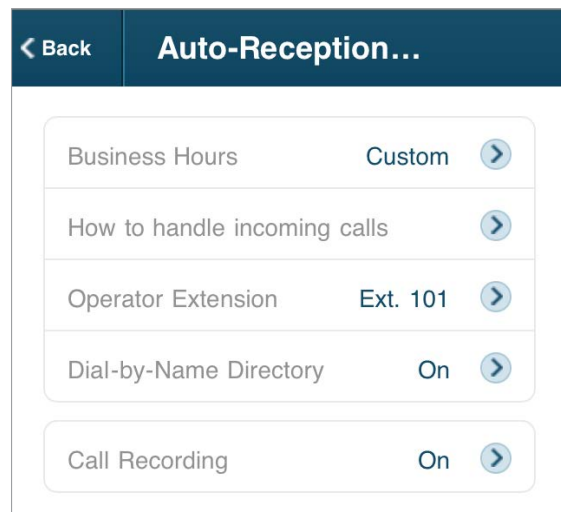 Back Auto-Reception...
Business Hours Custom
How to handle incoming calls
Operator Extension Ext. 101
Dial-by-Name Directory On
Call Recording On